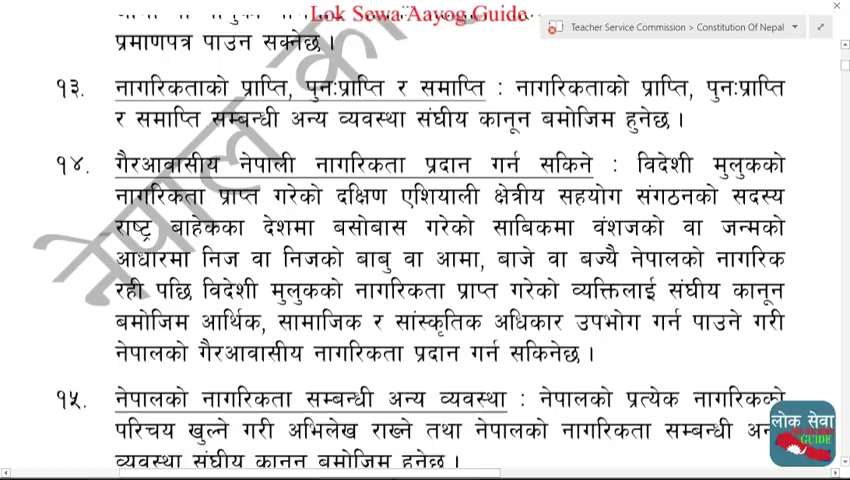 Lok Sewa Aayog Guide
Teacher Service Commission > Constitution Of Nepal
प्रमाणपत्र पाउन सक्नेछ ।
१३. नागरिकताको प्राप्ति, पुनःप्राप्ति र समाप्ति : नागरिकताको प्राप्ति, पुनःप्राप्ति
र समाप्ति सम्बन्धी अन्य व्यवस्था संघीय कानून बमोजिम हुनेछ ।
१४. गैरआवासीय नेपाली नागरिकता प्रदान गर्न सकिने : विदेशी मुलुकको
नागरिकता प्राप्त गरेको दक्षिण एशियाली क्षेत्रीय सहयोग संगठनको सदस्य
राष्ट्र बाहेकका देशमा बसोबास गरेको साबिकमा वंशजको वा जन्मको
आधारमा निज वा निजको बाबु वा आमा, बाजे वा बज्यै नेपालको नागरिक
रही पछि विदेशी मुलुकको नागरिकता प्राप्त गरेको व्यक्तिलाई संघीय कानून
बमोजिम आर्थिक, सामाजिक र सांस्कृतिक अधिकार उपभोग गर्न पाउने गरी
नेपालको गैरआवासीय नागरिकता प्रदान गर्न सकिनेछ ।
१५. नेपालको नागरिकता सम्बन्धी अन्य व्यवस्था : नेपालको प्रत्येक नागरिकको
परिचय खुल्ने गरी अभिलेख राख्ने तथा नेपालको नागरिकता सम्बन्धी
व्यवस्था संघीय कानून बमोजिम हुनेछ ।
नेपाल
लोक सेवा
GUIDE